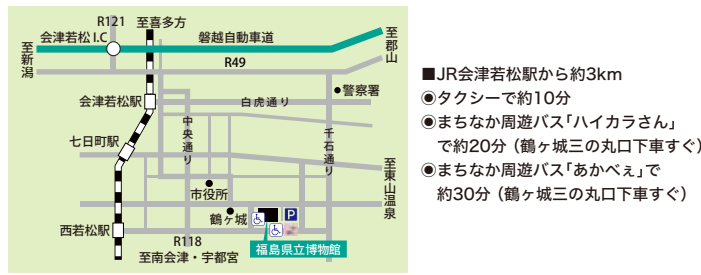 R121
至喜多方
会津若松I.C
磐越自動車道
至郡山
至新潟
R49
警察署
会津若松駅
白虎通り
中央通り
千石通り
七日町駅
至東山温泉
市役所
鶴ヶ城
P
西若松駅
R118
至南会津・宇都宮
福島県立博物館
■JR会津若松駅から約3km
◉タクシーで約10分
◉まちなか周遊バス｢ハイカラさん｣
で約20分（鶴ヶ城三の丸口下車すぐ）
◉まちなか周遊バス｢あかべぇ｣で
約30分（鶴ヶ城三の丸口下車すぐ）